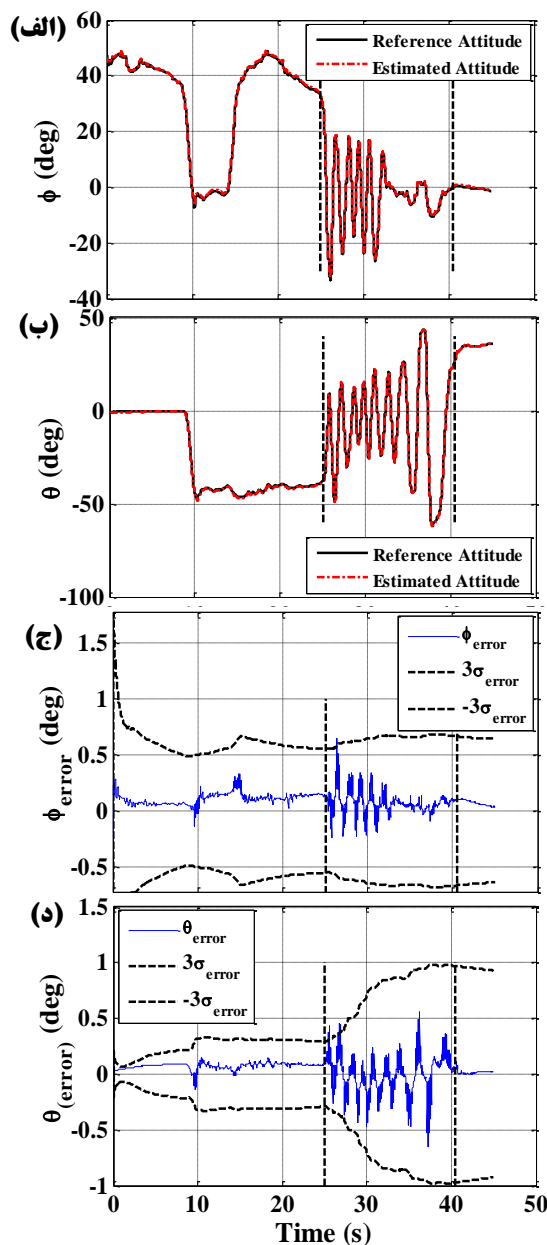 (الف)
60
40
20
0
-20
-40
ϕ (deg)
Reference Attitude
Estimated Attitude
(ب)
50
0
-50
-100
θ (deg)
Reference Attitude
Estimated Attitude
(ج)
1.5
1
0.5
0
-0.5
ϕerror (deg)
ϕerror
3σerror
-3σerror
(د)
1.5
1
0.5
0
-0.5
-1
θ(error) (deg)
θerror
3σerror
-3σerror
0 10 20 30 40 50
Time (s)